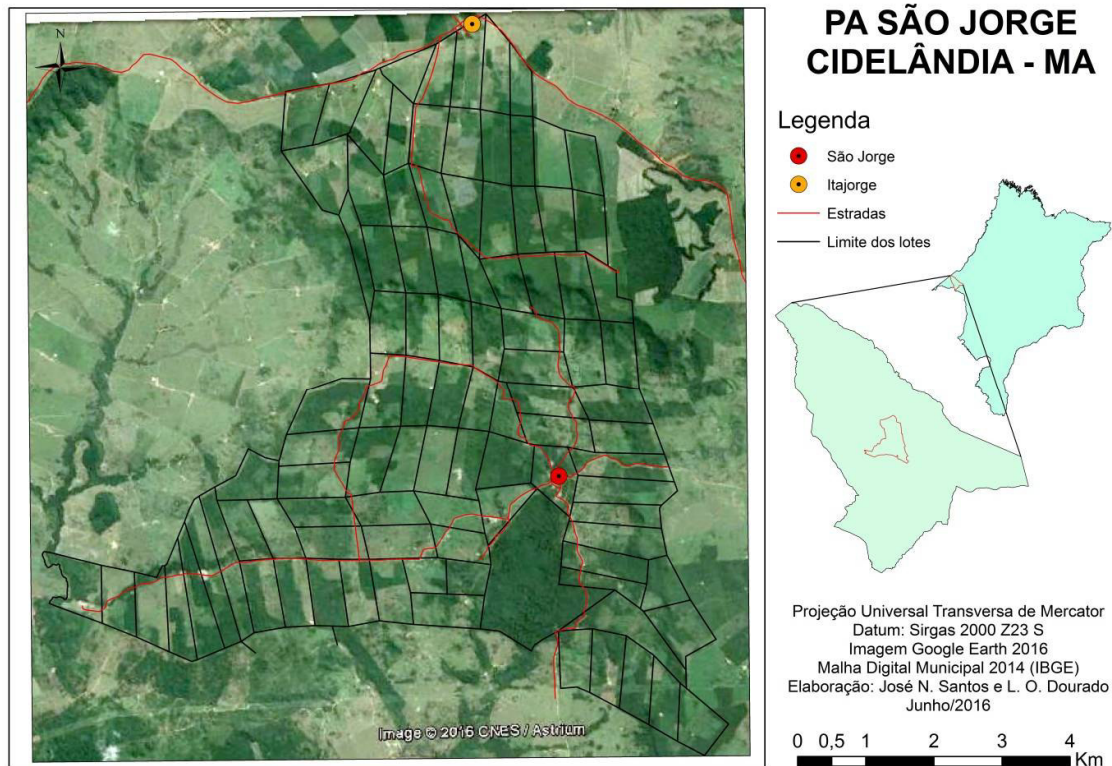 PA SÃO JORGE
CIDELÂNDIA - MA
N
Legenda
São Jorge
Itajorge
Estradas
Limite dos lotes
Projeção Universal Transversa de Mercator
Datum: Sirgas 2000 Z23 S
Imagem Google Earth 2016
Malha Digital Municipal 2014 (IBGE)
Elaboração: José N. Santos e L. O. Dourado
Junho/2016
Image © 2016 CNES / Astrium
0 0,5 1 2 3 4
Km